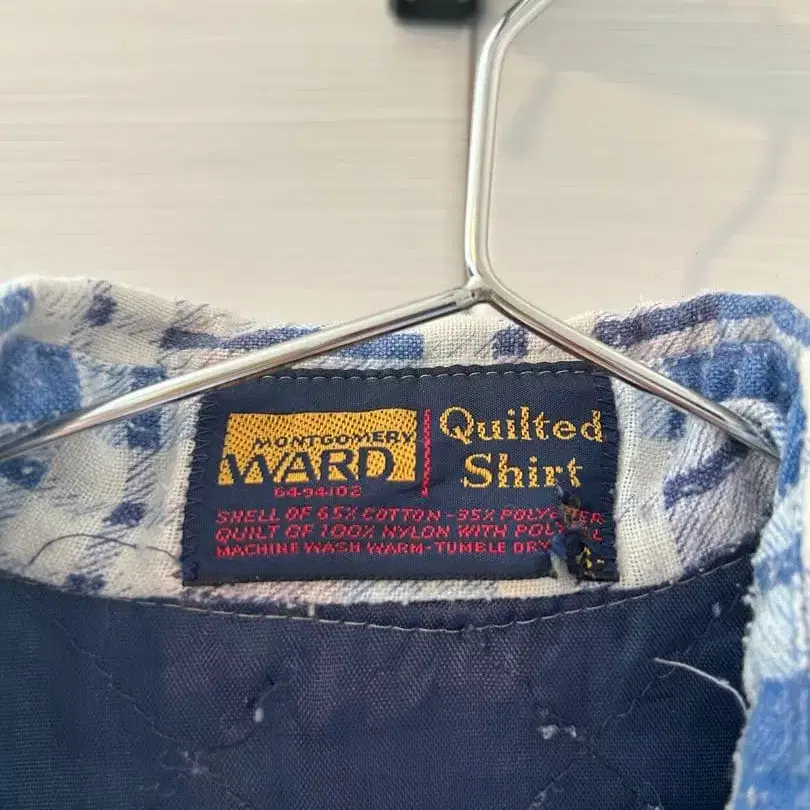 MONTGOMERY
WARD
64-94102
Quilted
Shirt
SHELL OF 65% COTTON-35% POLYESTER
QUILT OF 100% NYLON WITH
MACHINE WASH WARM-TUMBLE DRY